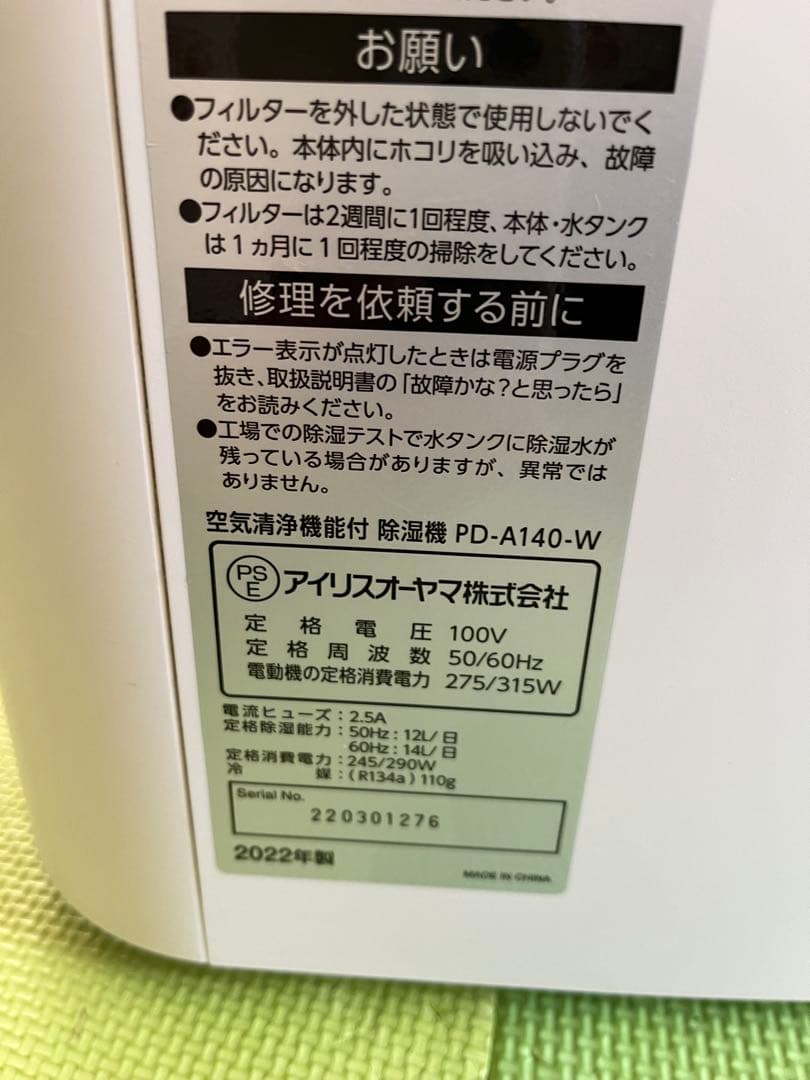 ください。
お願い
●フィルターを外した状態で使用しないでく
ださい。本体内にホコリを吸い込み、故障
の原因になります。
●フィルターは2週間に1回程度、本体・水タンク
は1ヵ月に1回程度の掃除をしてください。
修理を依頼する前に
●エラー表示が点灯したときは電源プラグを
抜き、取扱説明書の「故障かな?と思ったら」
をお読みください。
●工場での除湿テストで水タンクに除湿水が
残っている場合がありますが、異常では
ありません。
空気清浄機能付 除湿機 PD-A140-W
PS
E アイリスオーヤマ株式会社
定格電圧 100V
定格周波数 50/60Hz
電動機の定格消費電力 275/315W
電流ヒューズ:2.5A
定格除湿能力:50Hz:12L/日
60Hz:14L/日
定格消費電力:245/290W
冷媒:(R134a)110g
Serial No.
220301276
2022年製
MADE IN CHINA